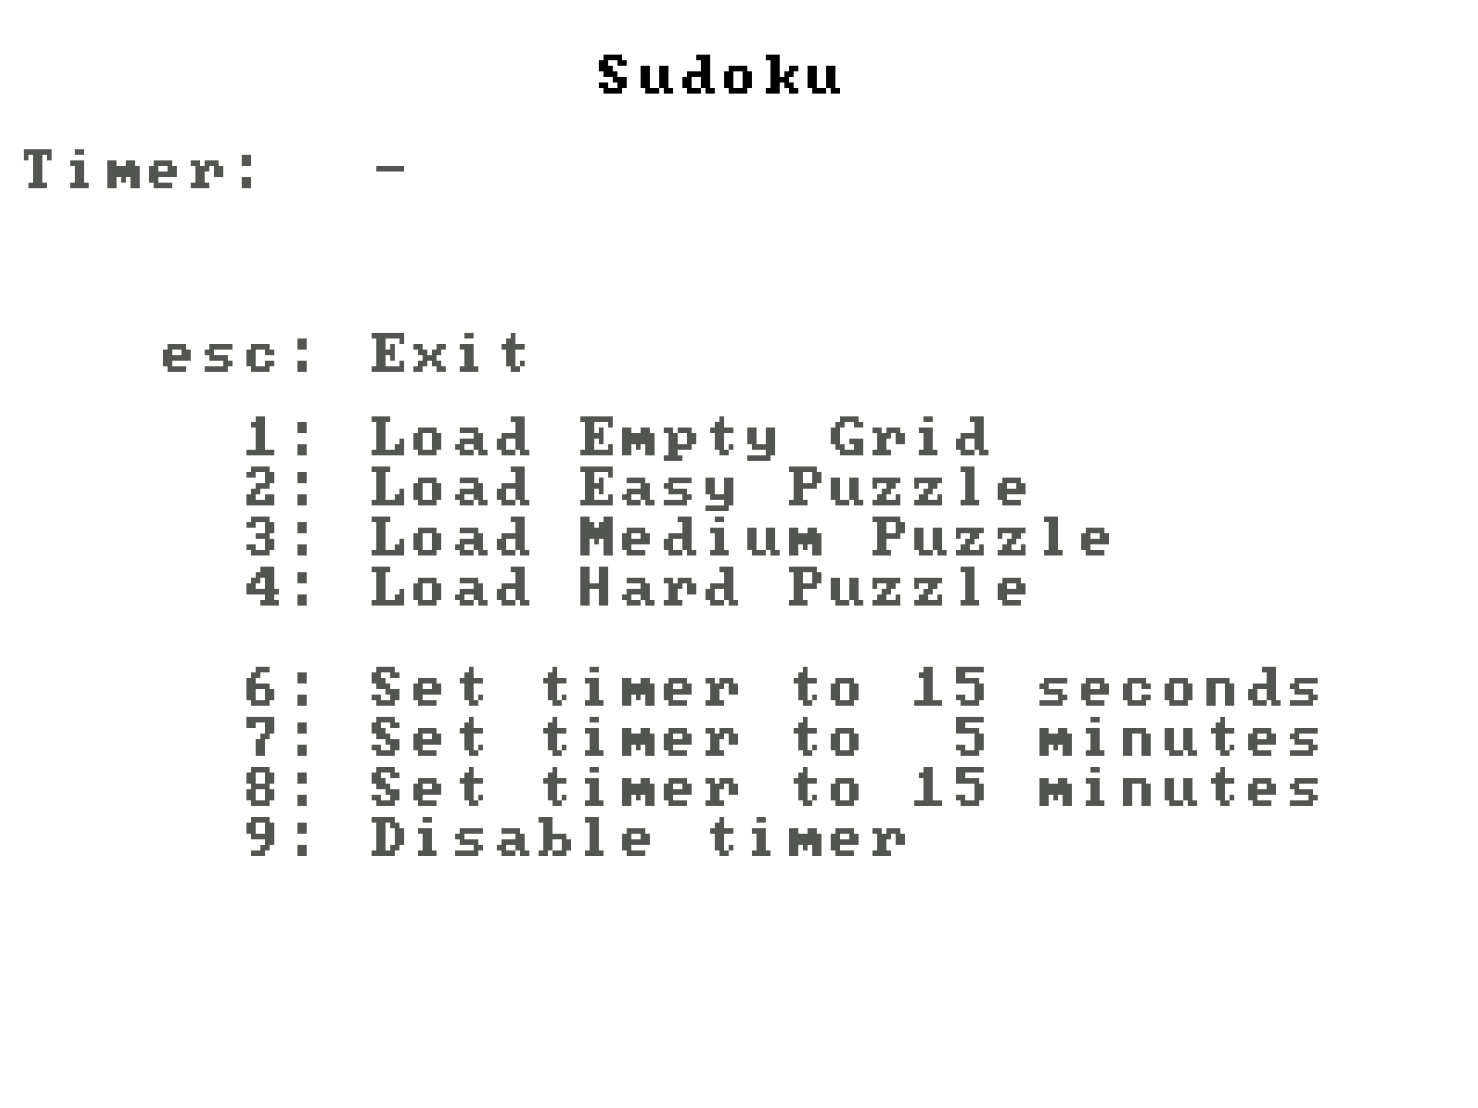 Sudoku
Timer: -
esc: Exit
1: Load Empty Grid
2: Load Easy Puzzle
3: Load Medium Puzzle
4: Load Hard Puzzle
6: Set timer to 15 seconds
7: Set timer to 5 minutes
8: Set timer to 15 minutes
9: Disable timer